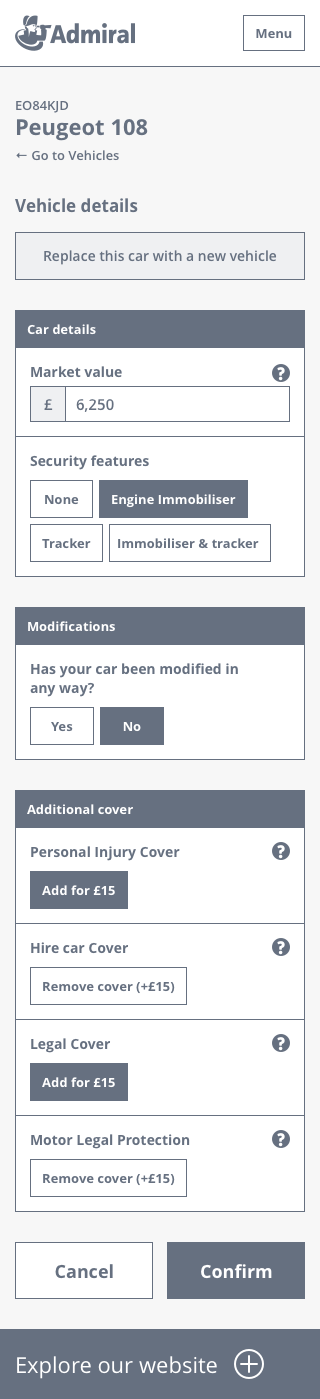 Admiral
Menu
EO84KJD
Peugeot 108
← Go to Vehicles
Vehicle details
Replace this car with a new vehicle
Car details
Market value ?
£ 6,250
Security features
None Engine Immobiliser
Tracker Immobiliser & tracker
Modifications
Has your car been modified in
any way?
Yes No
Additional cover
Personal Injury Cover ?
Add for £15
Hire car Cover ?
Remove cover (+£15)
Legal Cover ?
Add for £15
Motor Legal Protection ?
Remove cover (+£15)
Cancel Confirm
Explore our website